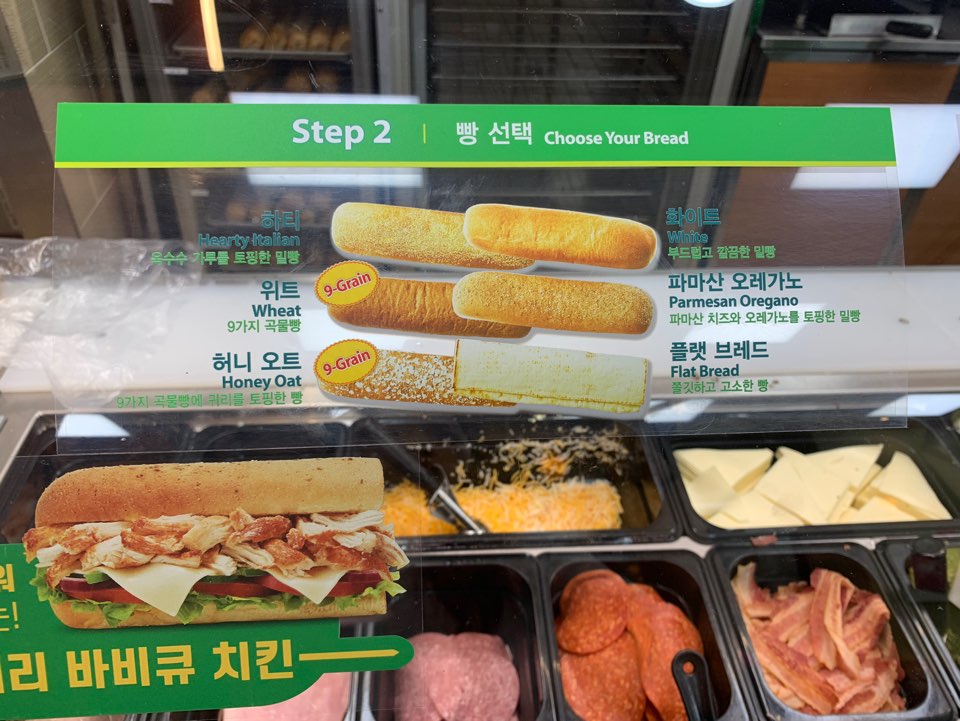 Step 2 | 빵 선택 Choose Your Bread
하티
Hearty Italian
옥수수 가루를 토핑한 밀빵
화이트
White
부드럽고 깔끔한 밀빵
9-Grain
위트
Wheat
9가지 곡물빵
파마산 오레가노
Parmesan Oregano
파마산 치즈와 오레가노를 토핑한 밀빵
9-Grain
허니 오트
Honey Oat
9가지 곡물빵에 귀리를 토핑한 빵
플랫 브레드
Flat Bread
쫄깃하고 고소한 빵
바비큐 치킨